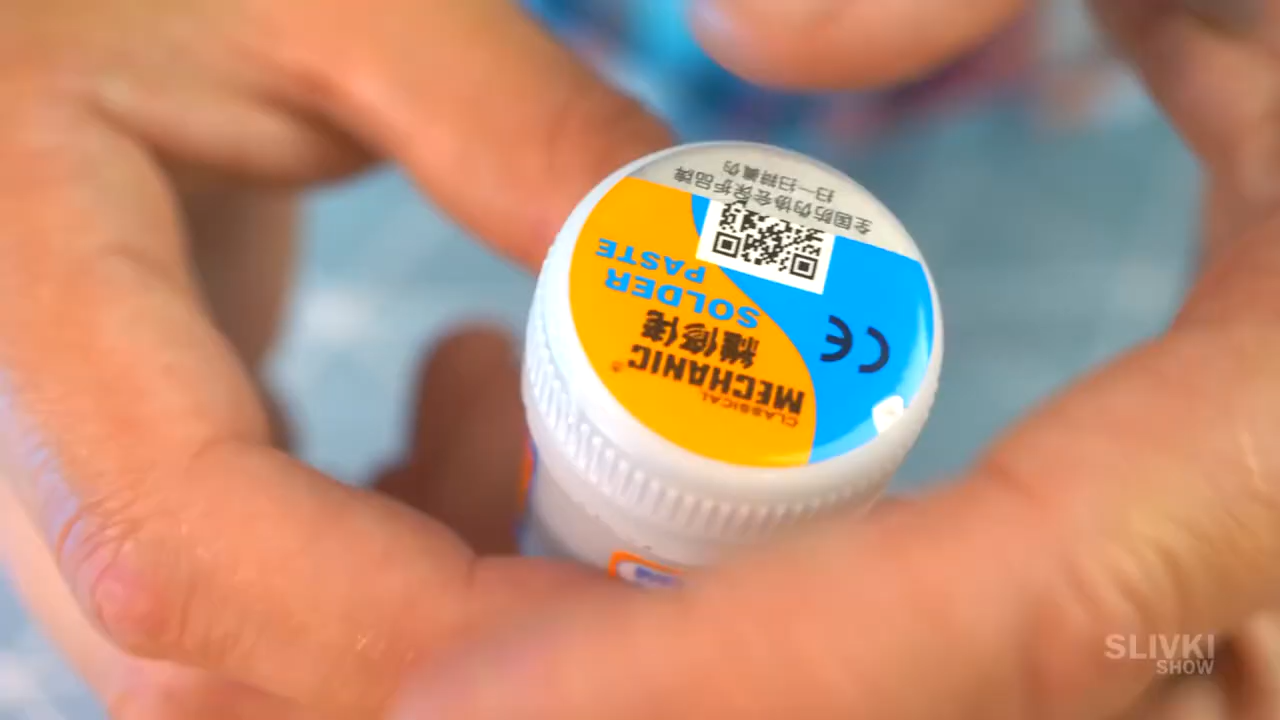 CLASSICAL
MECHANIC®
維修佬
SOLDER
PASTE
CE
全国防伪协会保护品牌
扫一扫辨真伪
SLIVKI
SHOW